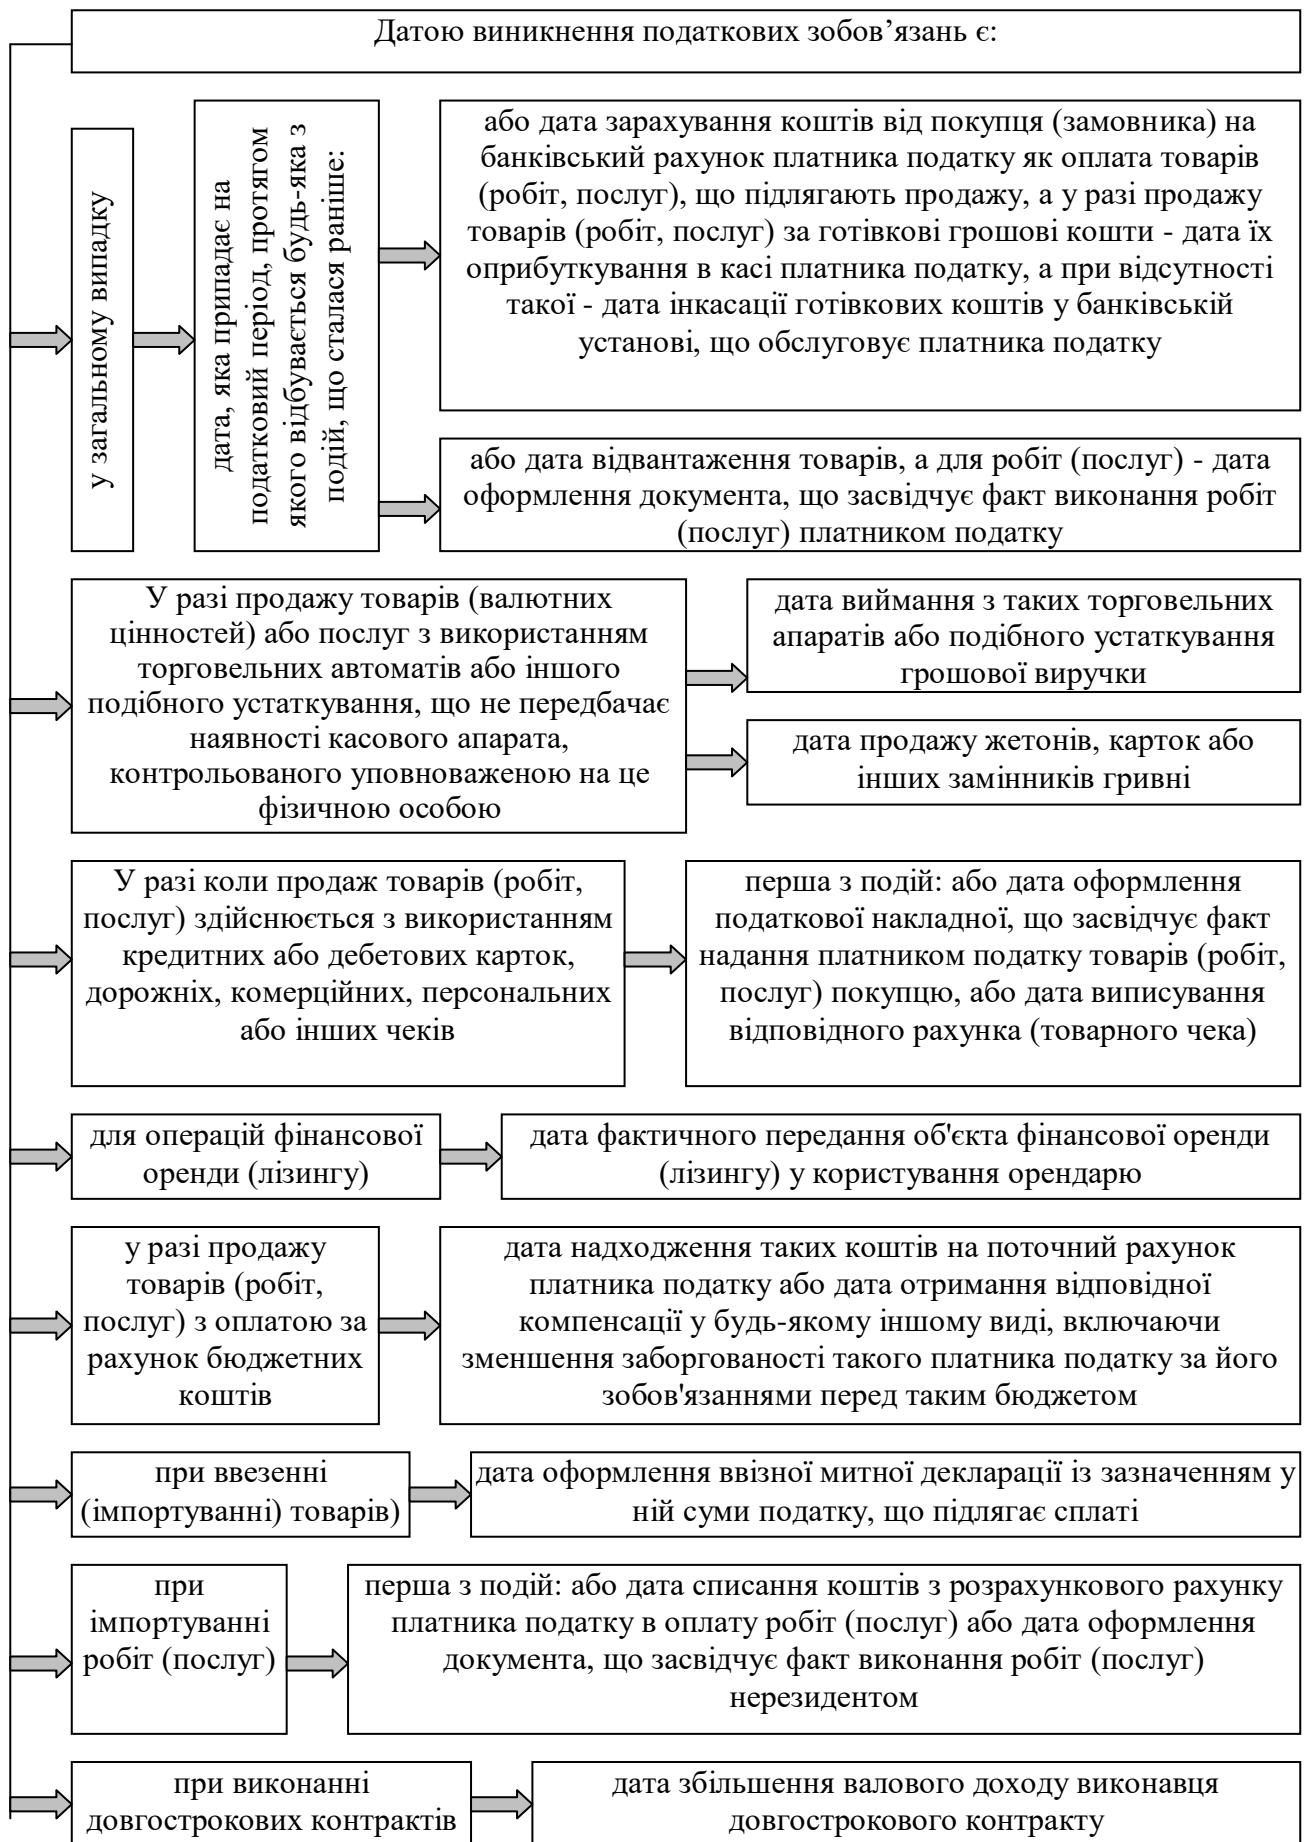 Датою виникнення податкових зобов’язань є:
у загальному випадку
дата, яка припадає на
податковий період, протягом
якого відбувається будь-яка з
подій, що сталася раніше:
або дата зарахування коштів від покупця (замовника) на
банківський рахунок платника податку як оплата товарів
(робіт, послуг), що підлягають продажу, а у разі продажу
товарів (робіт, послуг) за готівкові грошові кошти - дата їх
оприбуткування в касі платника податку, а при відсутності
такої - дата інкасації готівкових коштів у банківській
установі, що обслуговує платника податку
або дата відвантаження товарів, а для робіт (послуг) - дата
оформлення документа, що засвідчує факт виконання робіт
(послуг) платником податку
У разі продажу товарів (валютних
цінностей) або послуг з використанням
торговельних автоматів або іншого
подібного устаткування, що не передбачає
наявності касового апарата,
контрольованого уповноваженою на це
фізичною особою
дата виймання з таких торговельних
апаратів або подібного устаткування
грошової виручки
дата продажу жетонів, карток або
інших замінників гривні
У разі коли продаж товарів (робіт,
послуг) здійснюється з використанням
кредитних або дебетових карток,
дорожніх, комерційних, персональних
або інших чеків
перша з подій: або дата оформлення
податкової накладної, що засвідчує факт
надання платником податку товарів (робіт,
послуг) покупцю, або дата виписування
відповідного рахунка (товарного чека)
для операцій фінансової
оренди (лізингу)
дата фактичного передання об'єкта фінансової оренди
(лізингу) у користування орендарю
у разі продажу
товарів (робіт,
послуг) з оплатою за
рахунок бюджетних
коштів
дата надходження таких коштів на поточний рахунок
платника податку або дата отримання відповідної
компенсації у будь-якому іншому виді, включаючи
зменшення заборгованості такого платника податку за його
зобов'язаннями перед таким бюджетом
при ввезенні
(імпортуванні) товарів)
дата оформлення ввізної митної декларації із зазначенням у
ній суми податку, що підлягає сплаті
при
імпортуванні
робіт (послуг)
перша з подій: або дата списання коштів з розрахункового рахунку
платника податку в оплату робіт (послуг) або дата оформлення
документа, що засвідчує факт виконання робіт (послуг)
нерезидентом
при виконанні
довгострокових контрактів
дата збільшення валового доходу виконавця
довгострокового контракту